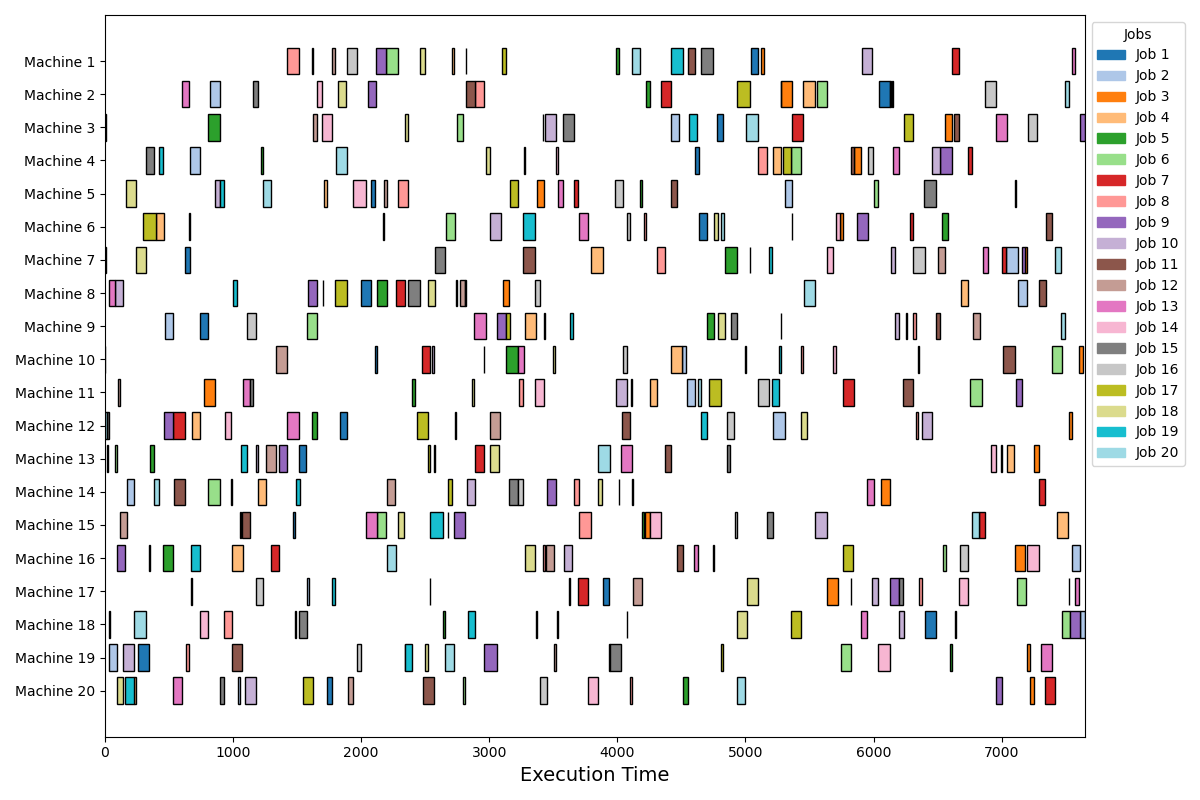 Machine 1
Machine 2
Machine 3
Machine 4
Machine 5
Machine 6
Machine 7
Machine 8
Machine 9
Machine 10
Machine 11
Machine 12
Machine 13
Machine 14
Machine 15
Machine 16
Machine 17
Machine 18
Machine 19
Machine 20
0 1000 2000 3000 4000 5000 6000 7000
Execution Time
Jobs
Job 1
Job 2
Job 3
Job 4
Job 5
Job 6
Job 7
Job 8
Job 9
Job 10
Job 11
Job 12
Job 13
Job 14
Job 15
Job 16
Job 17
Job 18
Job 19
Job 20